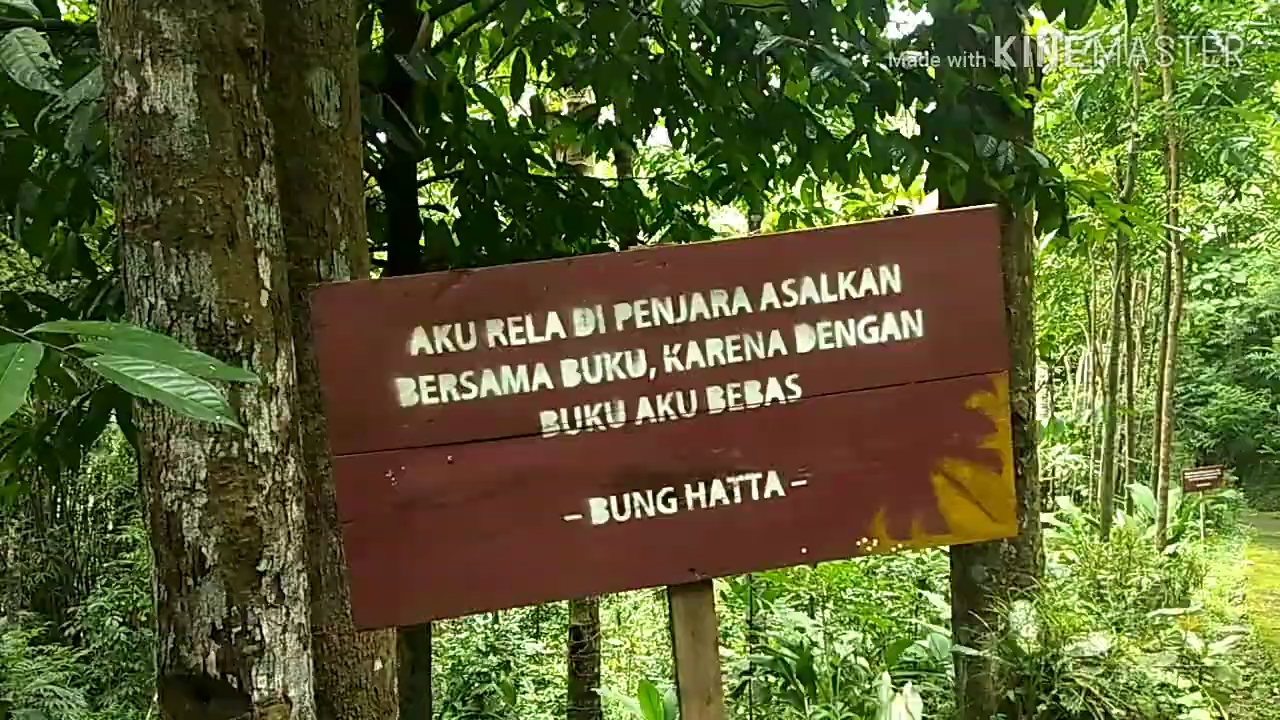 Made with KINEMASTER
AKU RELA DI PENJARA ASALKAN
BERSAMA BUKU, KARENA DENGAN
BUKU AKU BEBAS
– BUNG HATTA –